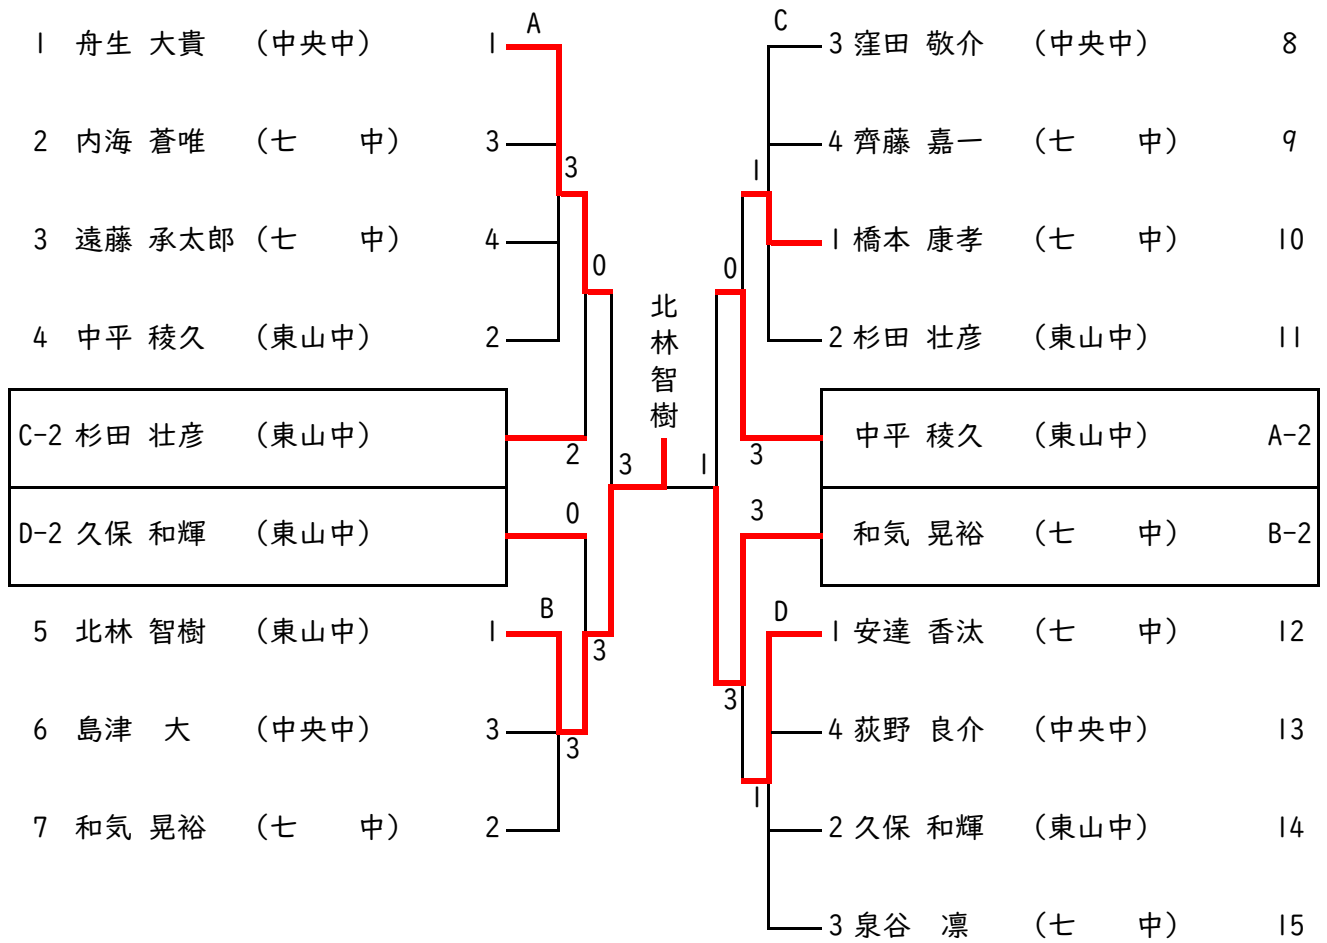 A C
1 舟生 大貴 (中央中) 1 3 窪田 敬介 (中央中) 8
2 内海 蒼唯 (七 中) 3 4 齊藤 嘉一 (七 中) 9
3 1
3 遠藤 承太郎 (七 中) 4 1 橋本 康孝 (七 中) 10
0 0
4 中平 稜久 (東山中) 2 北林智樹 2 杉田 壮彦 (東山中) 11
C-2 杉田 壮彦 (東山中) 中平 稜久 (東山中) A-2
2 3 1 3
0 3
D-2 久保 和輝 (東山中) 和気 晃裕 (七 中) B-2
B D
5 北林 智樹 (東山中) 1 1 安達 香汰 (七 中) 12
3 3
6 島津 大 (中央中) 3 4 荻野 良介 (中央中) 13
3 1
7 和気 晃裕 (七 中) 2 2 久保 和輝 (東山中) 14
3 泉谷 凛 (七 中) 15